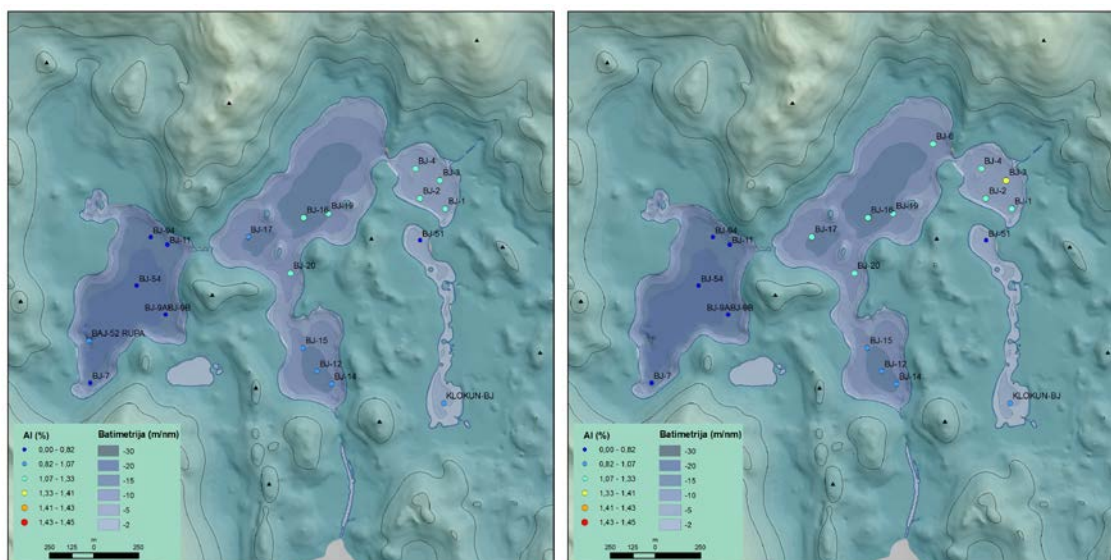 BJ-4
BJ-3
BJ-2
BJ-1
BJ-16
BJ-19
BJ-17
BJ-51
BJ-11
BJ-20
BJ-54
BJ-9B
BAJ-52 RUPA
BJ-15
BJ-12
BJ-7
BJ-14
KLOKUN-BJ
Al (%)
Batimetrija (m/nm)
0,00 - 0,82
-30
0,82 - 1,07
-20
1,07 - 1,33
-15
1,33 - 1,41
-10
1,41 - 1,43
-5
1,43 - 1,45
-2
m
250 125 0 250
BJ-6
BJ-4
BJ-3
BJ-2
BJ-1
BJ-16
BJ-19
BJ-17
BJ-51
BJ-11
BJ-20
BJ-54
BJ-9B
BJ-15
BJ-12
BJ-7
BJ-14
KLOKUN-BJ
Al (%)
Batimetrija (m/nm)
0,00 - 0,82
-30
0,82 - 1,07
-20
1,07 - 1,33
-15
1,33 - 1,41
-10
1,41 - 1,43
-5
1,43 - 1,45
-2
m
250 125 0 250